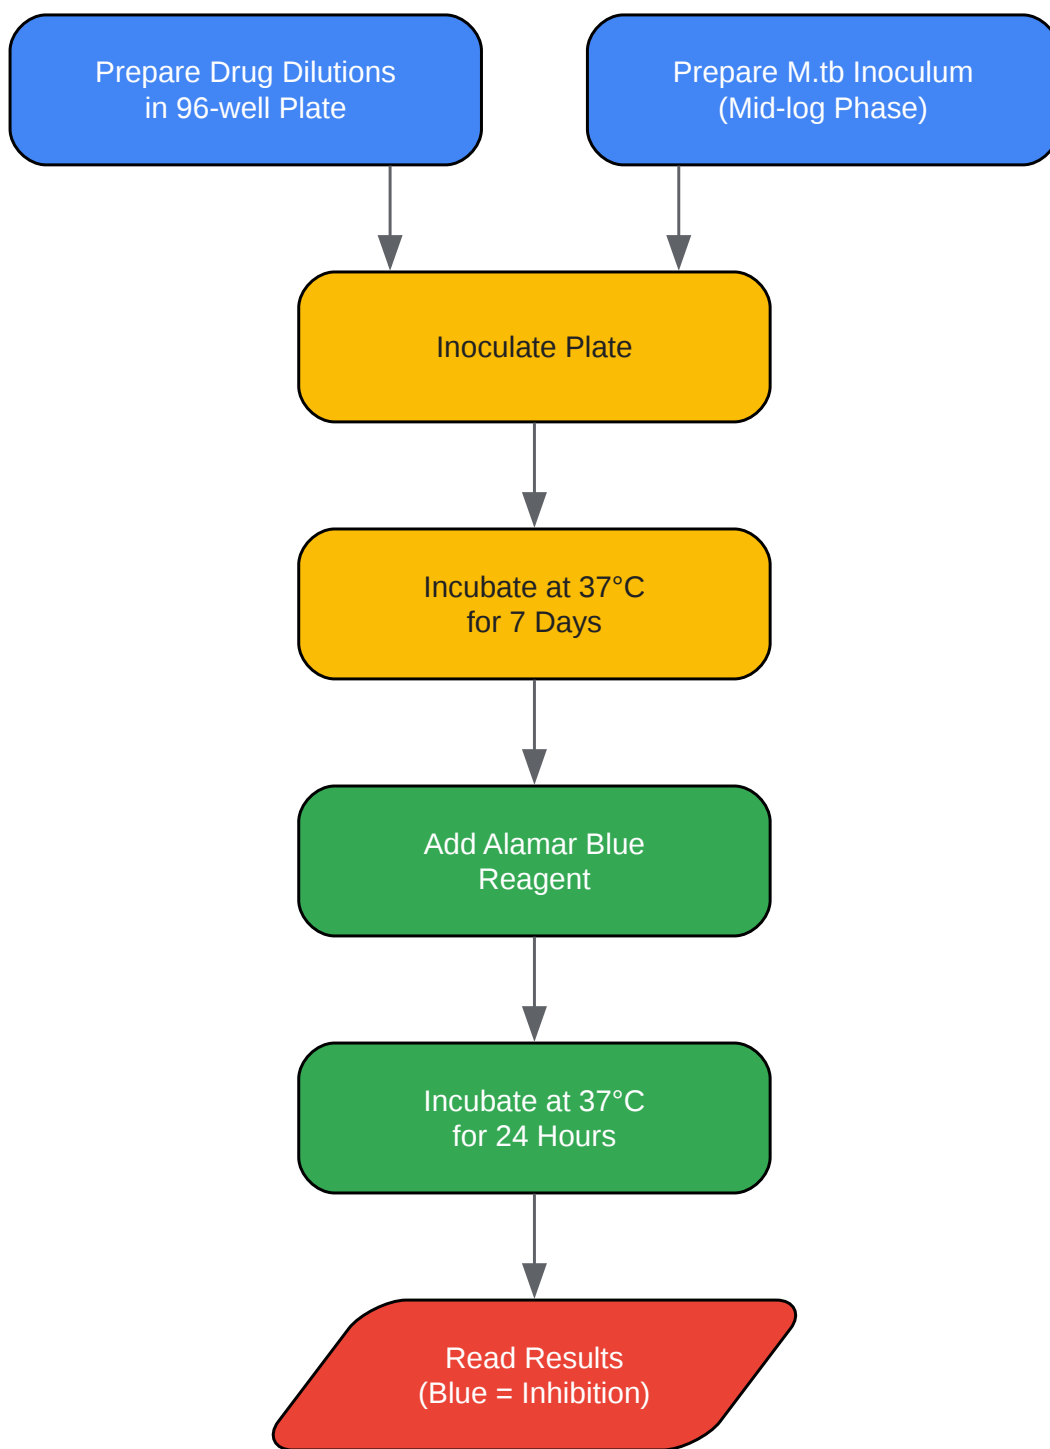 Prepare Drug Dilutions
in 96-well Plate
Prepare M.tb Inoculum
(Mid-log Phase)
Inoculate Plate
Incubate at 37°C
for 7 Days
Add Alamar Blue
Reagent
Incubate at 37°C
for 24 Hours
Read Results
(Blue = Inhibition)